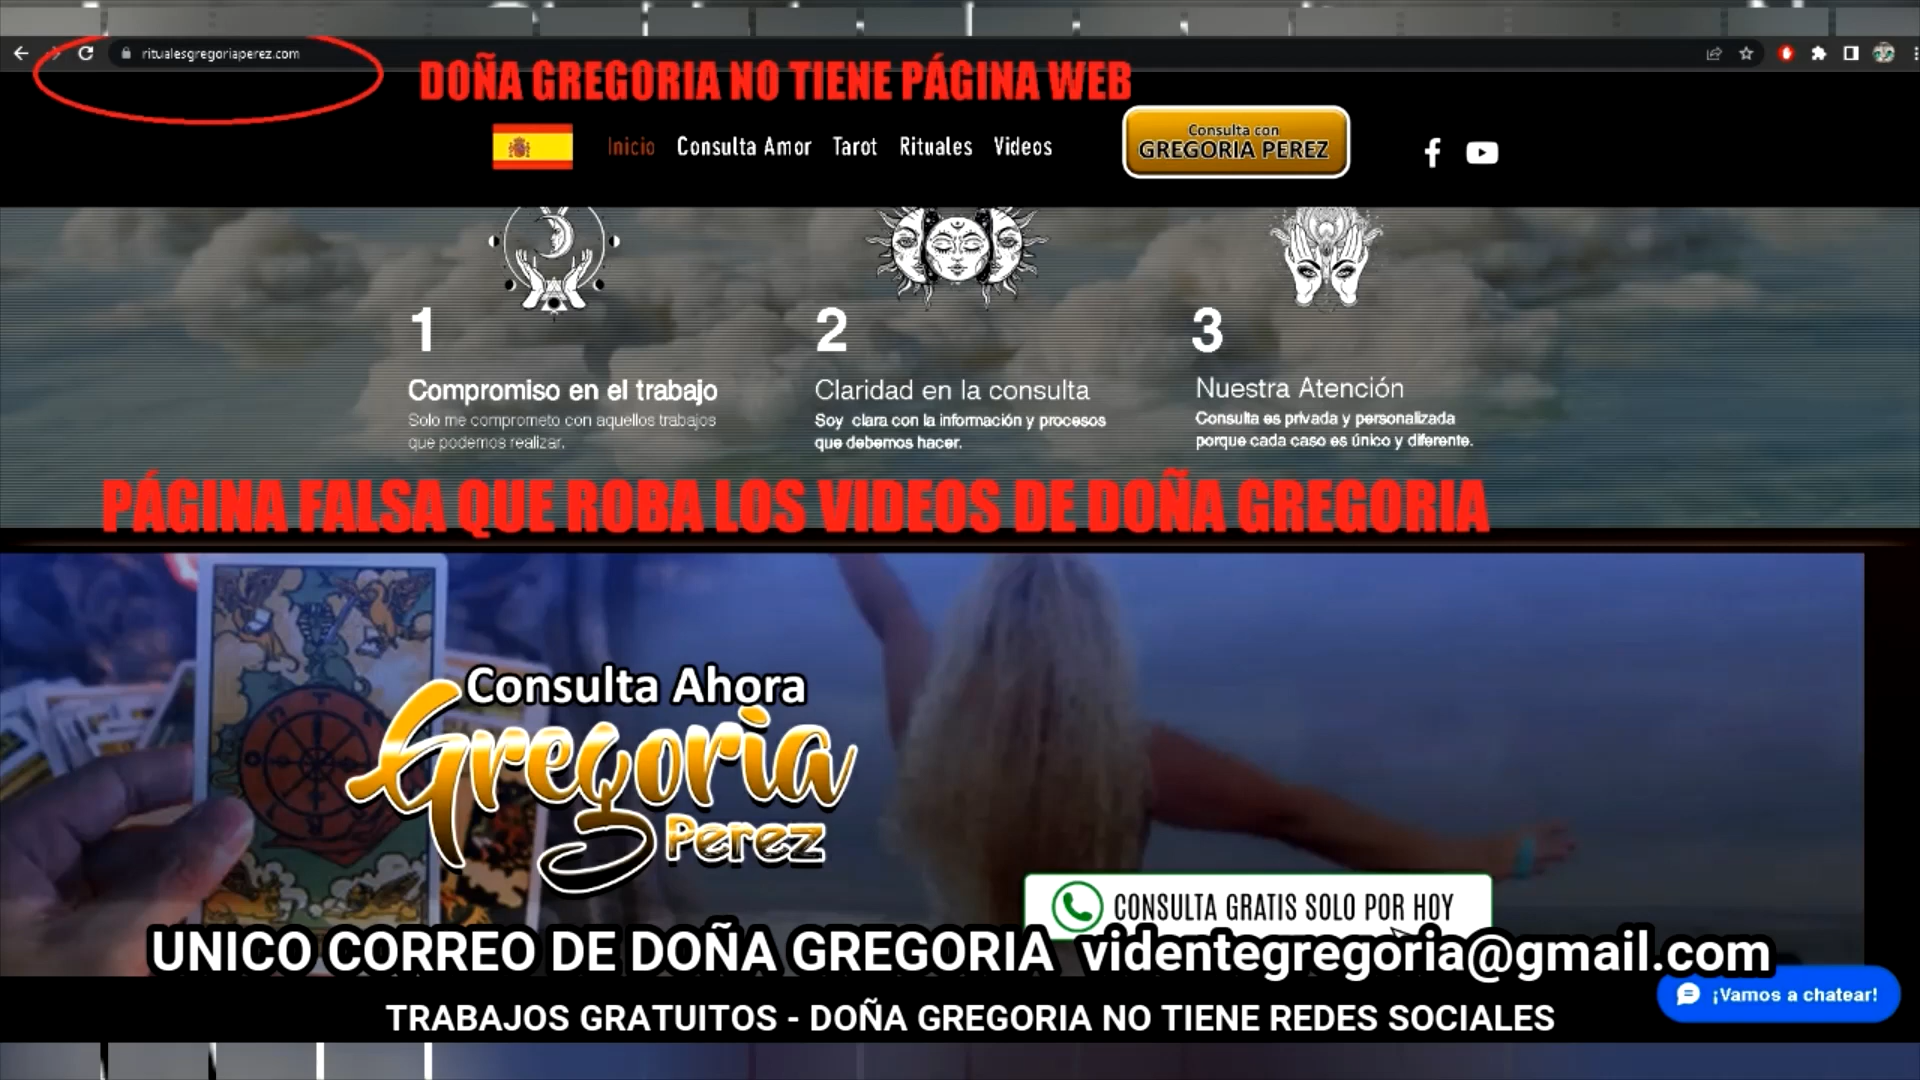 ritualesgregoriaperez.com
DOÑA GREGORIA NO TIENE PÁGINA WEB
Inicio Consulta Amor Tarot Rituales Videos
Consulta con
GREGORIA PEREZ
1
Compromiso en el trabajo
Solo me comprometo con aquellos trabajos
que podemos realizar.
2
Claridad en la consulta
Soy clara con la información y procesos
que debemos hacer.
3
Nuestra Atención
Consulta es privada y personalizada
porque cada caso es único y diferente.
PÁGINA FALSA QUE ROBA LOS VIDEOS DE DOÑA GREGORIA
Consulta Ahora
Gregoria
Perez
CONSULTA GRATIS SOLO POR HOY
UNICO CORREO DE DOÑA GREGORIA videntegregoria@gmail.com
¡Vamos a chatear!
TRABAJOS GRATUITOS - DOÑA GREGORIA NO TIENE REDES SOCIALES